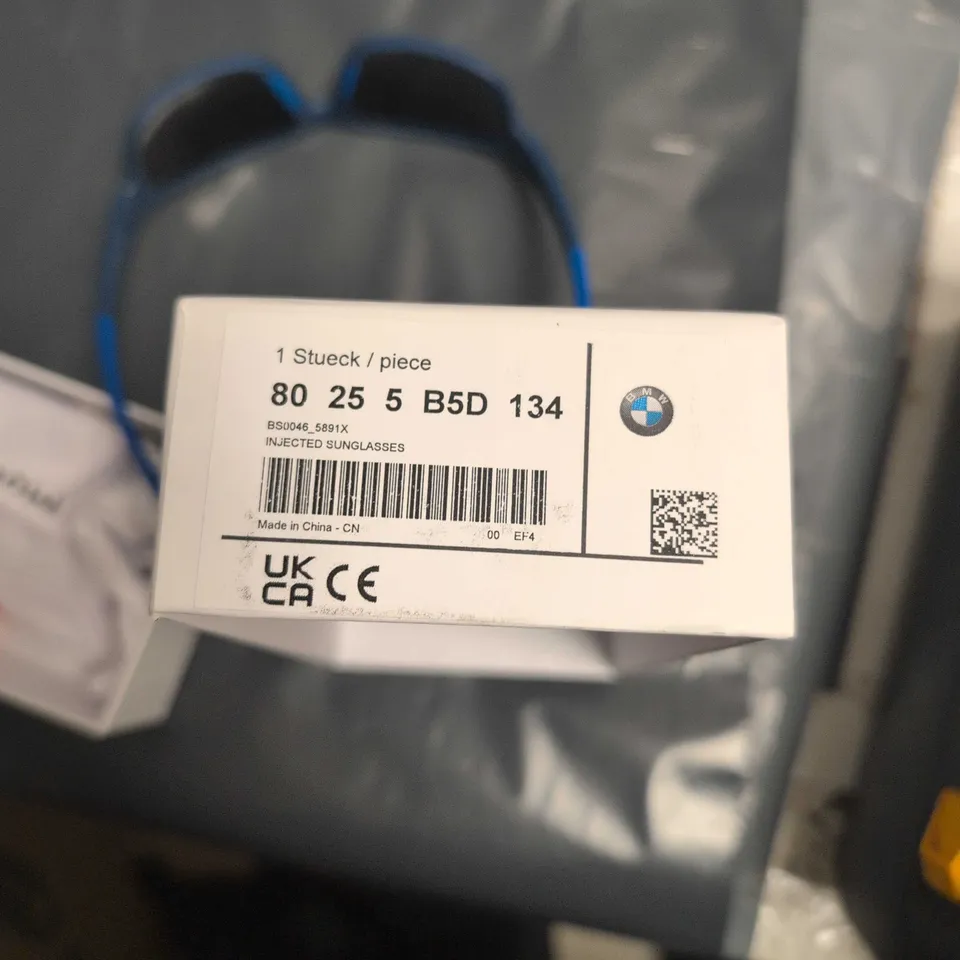 1 Stueck / piece
80 25 5 B5D 134
BS0046_5891X
INJECTED SUNGLASSES
Made in China - CN
00 EF4
UK
CA CE
BMW